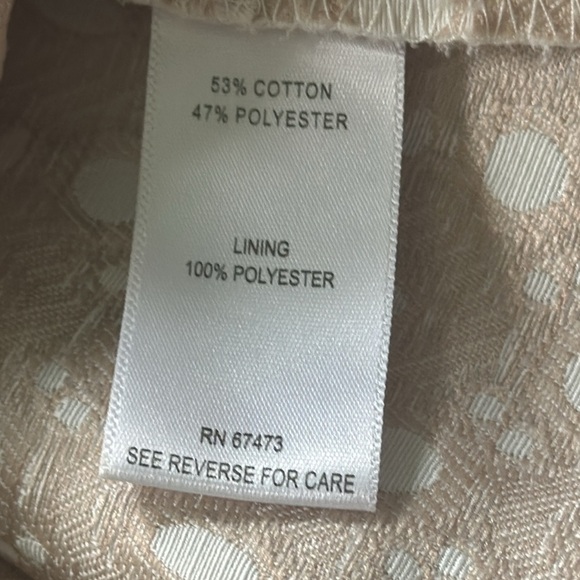 53% COTTON
47% POLYESTER
LINING
100% POLYESTER
RN 67473
SEE REVERSE FOR CARE